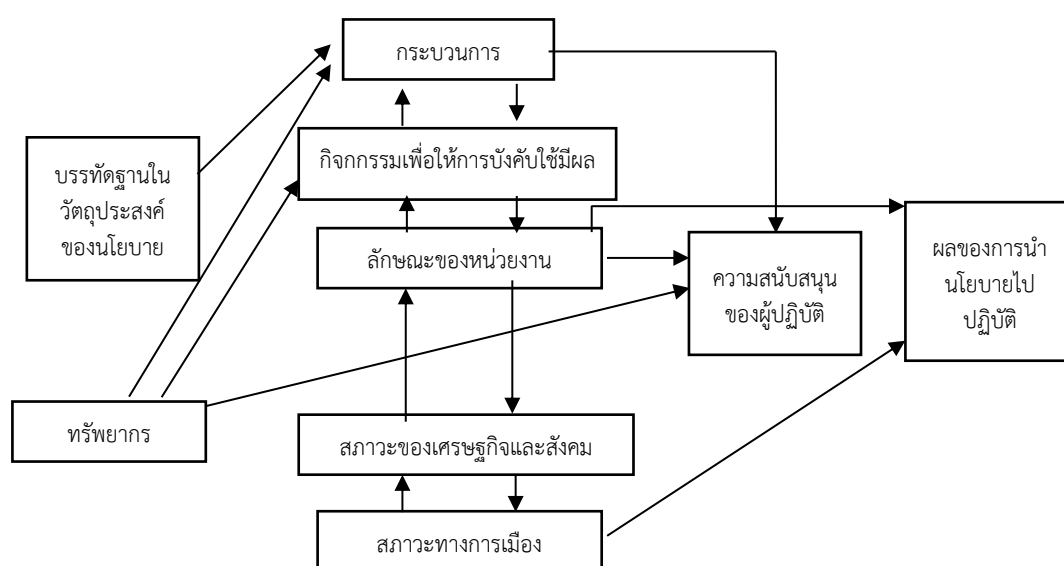 กระบวนการ
กิจกกรรมเพื่อให้การบังคับใช้มีผล
บรรทัดฐานใน
วัตถุประสงค์
ของนโยบาย
ลักษณะของหน่วยงาน
ความสนับสนุน
ของผู้ปฏิบัติ
ผลของการนำ
นโยบายไป
ปฏิบัติ
ทรัพยากร
สภาวะของเศรษฐกิจและสังคม
สภาวะทางการเมือง